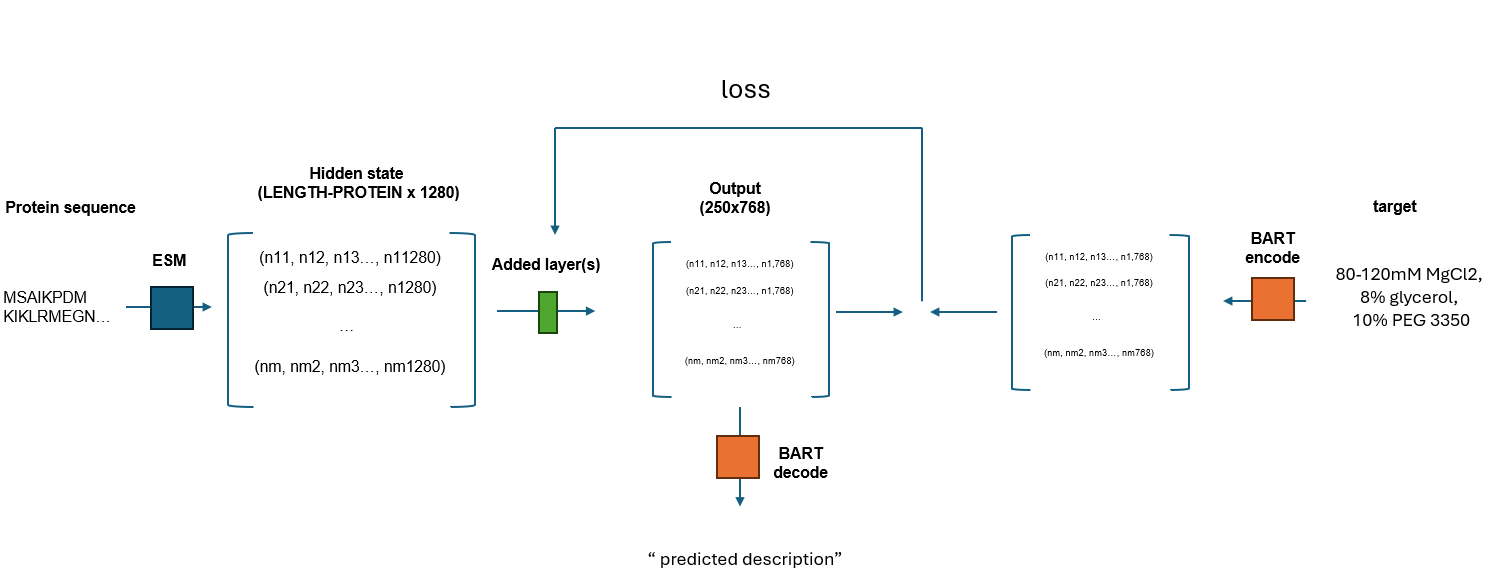 loss
Hidden state
(LENGTH-PROTEIN x 1280)
Protein sequence
ESM
MSAIKPDM
KIKLRMEGN…
(n11, n12, n13…, n11280)
(n21, n22, n23…, n1280)
…
(nm, nm2, nm3…, nm1280)
Added layer(s)
Output
(250x768)
(n11, n12, n13…, n1,768)
(n21, n22, n23…, n1,768)
…
(nm, nm2, nm3…, nm768)
BART
decode
“ predicted description”
(n11, n12, n13…, n1,768)
(n21, n22, n23…, n1,768)
…
(nm, nm2, nm3…, nm768)
BART
encode
target
80-120mM MgCl2,
8% glycerol,
10% PEG 3350